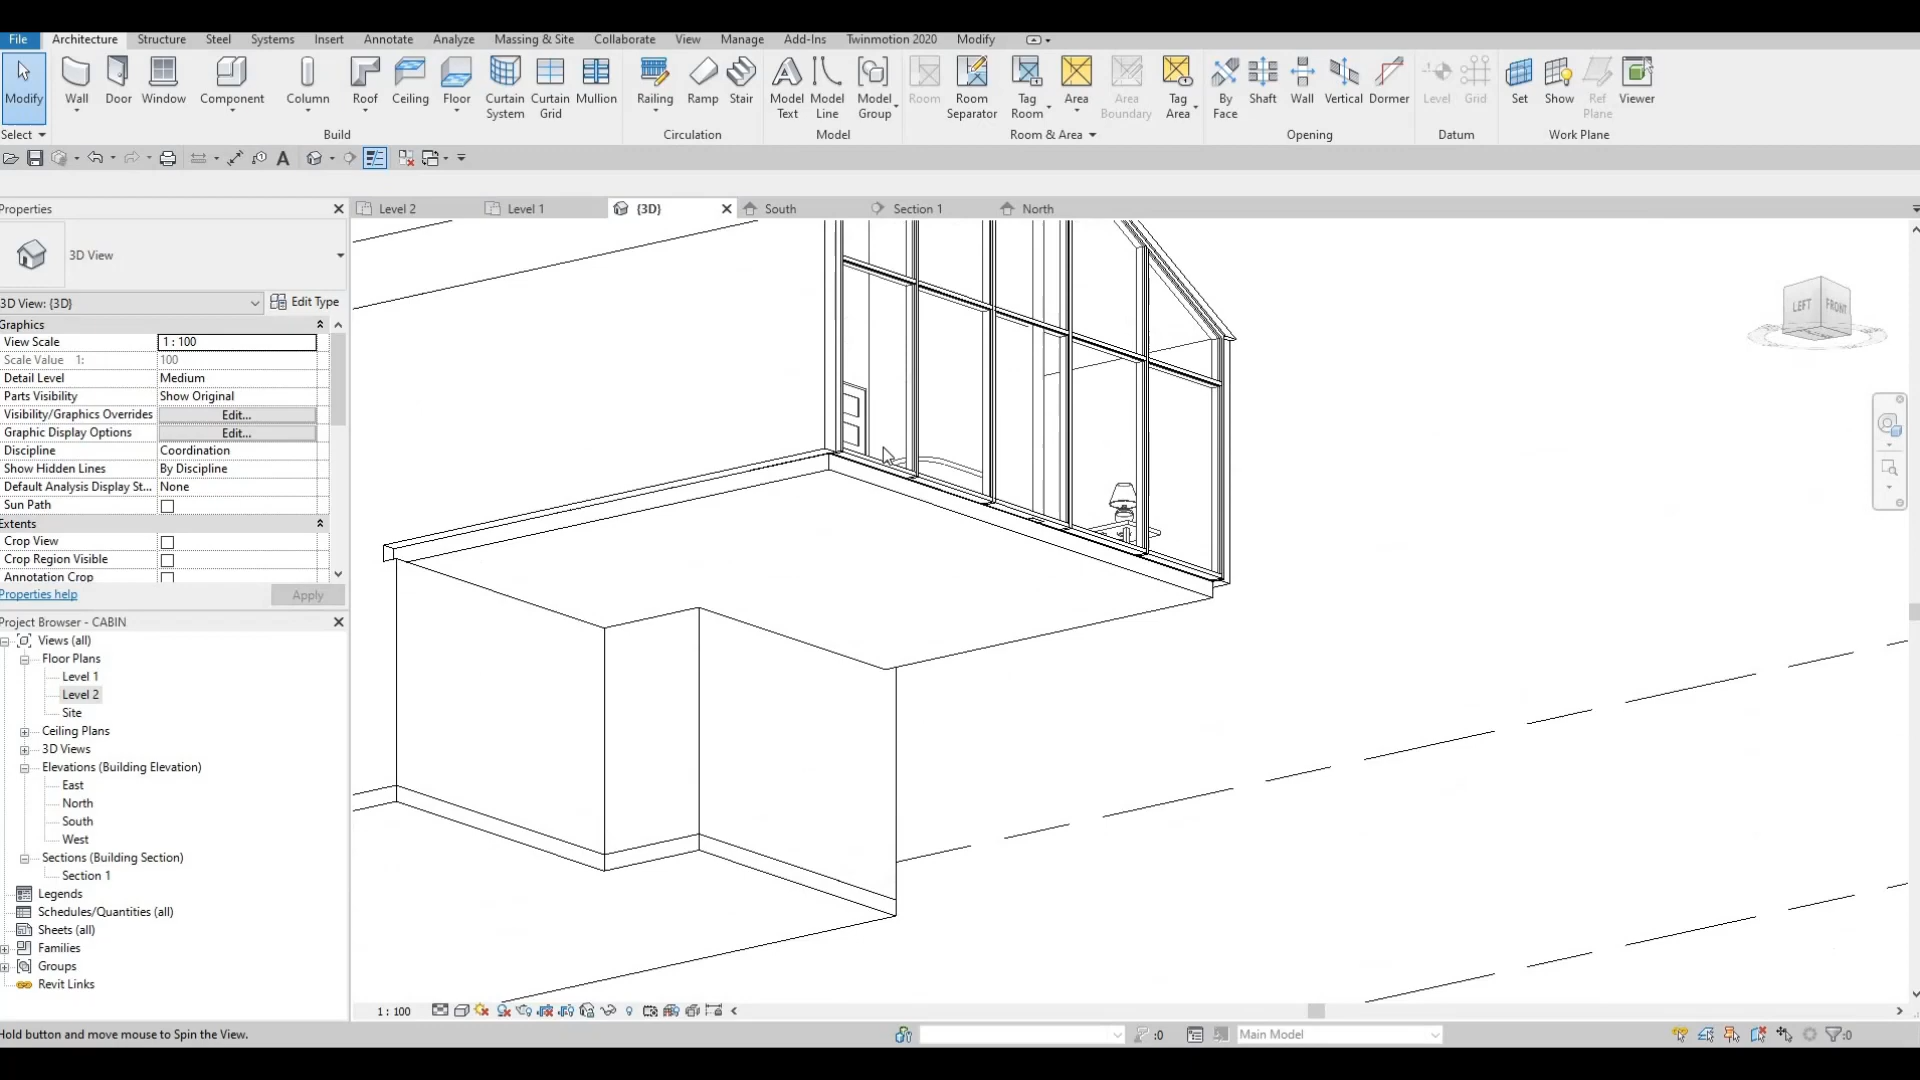 File Architecture Structure Steel Systems Insert Annotate Analyze Massing & Site Collaborate View Manage Add-Ins Twinmotion 2020 Modify
Modify Wall Door Window Component Column Roof Ceiling Floor Curtain System Curtain Grid Mullion Railing Ramp Stair Model Text Model Line Model Group Room Room Separator Tag Room Area Area Boundary Tag Area By Face Shaft Wall Vertical Dormer Level Grid Set Show Ref Plane Viewer
Select Build Circulation Model Room & Area Opening Datum Work Plane
Properties
Level 2 Level 1 {3D} South Section 1 North
3D View
3D View: {3D} Edit Type
Graphics
View Scale 1 : 100
Scale Value 1: 100
Detail Level Medium
Parts Visibility Show Original
Visibility/Graphics Overrides Edit...
Graphic Display Options Edit...
Discipline Coordination
Show Hidden Lines By Discipline
Default Analysis Display St... None
Sun Path
Extents
Crop View
Crop Region Visible
Annotation Crop
Properties help Apply
Project Browser - CABIN
Views (all)
Floor Plans
Level 1
Level 2
Site
Ceiling Plans
3D Views
Elevations (Building Elevation)
East
North
South
West
Sections (Building Section)
Section 1
Legends
Schedules/Quantities (all)
Sheets (all)
Families
Groups
Revit Links
LEFT FRONT
1 : 100
Hold button and move mouse to Spin the View.
:0 Main Model :0